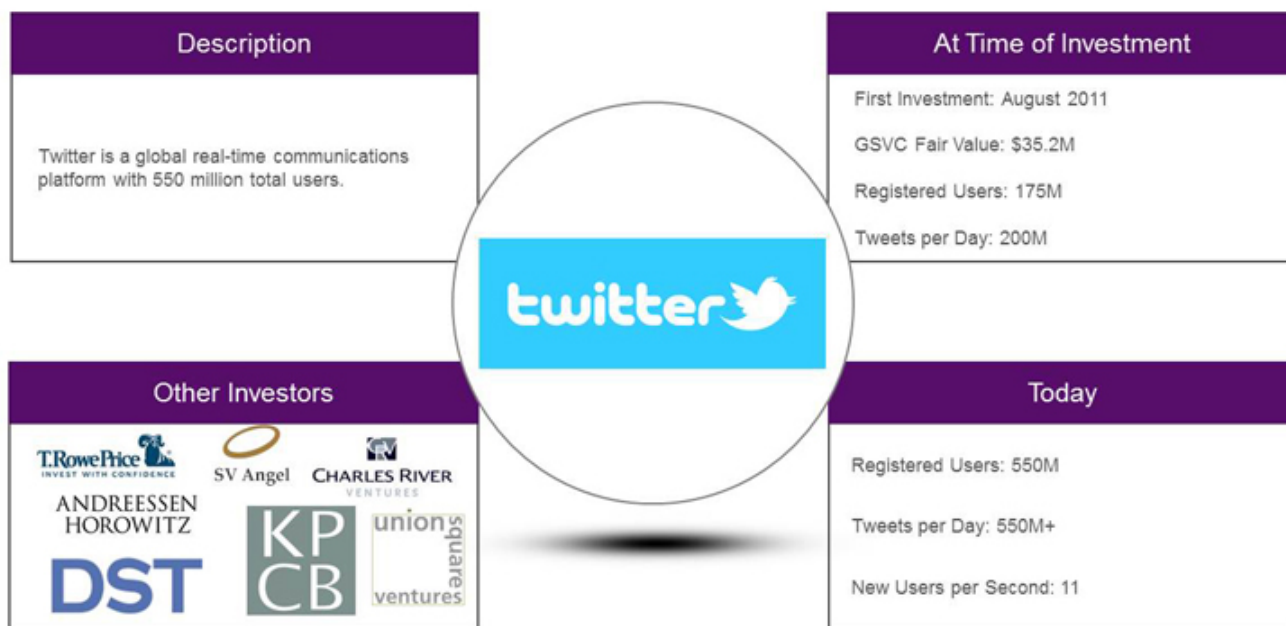 Description
Twitter is a global real-time communications
platform with 550 million total users.
At Time of Investment
First Investment: August 2011
GSVC Fair Value: $35.2M
Registered Users: 175M
Tweets per Day: 200M
twitter
Other Investors
T.RowePrice
INVEST WITH CONFIDENCE
SV Angel
CRV
CHARLES RIVER
VENTURES
ANDREESSEN
HOROWITZ
DST
KP
CB
union
square
ventures
Today
Registered Users: 550M
Tweets per Day: 550M+
New Users per Second: 11